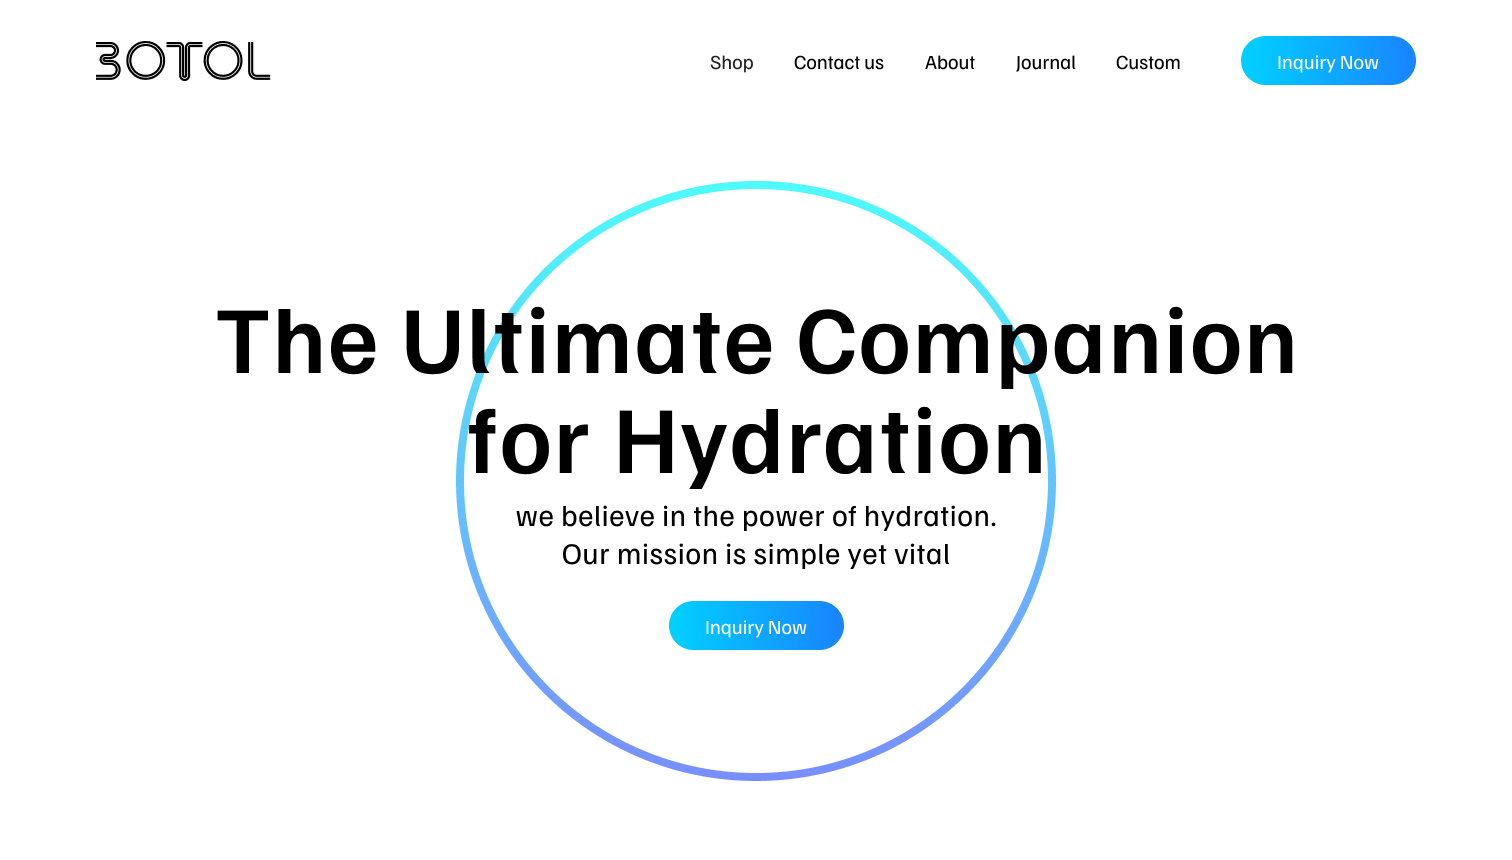 BOTOL
Shop
Contact us
About
Journal
Custom
Inquiry Now
The Ultimate Companion
for Hydration
we believe in the power of hydration.
Our mission is simple yet vital
Inquiry Now